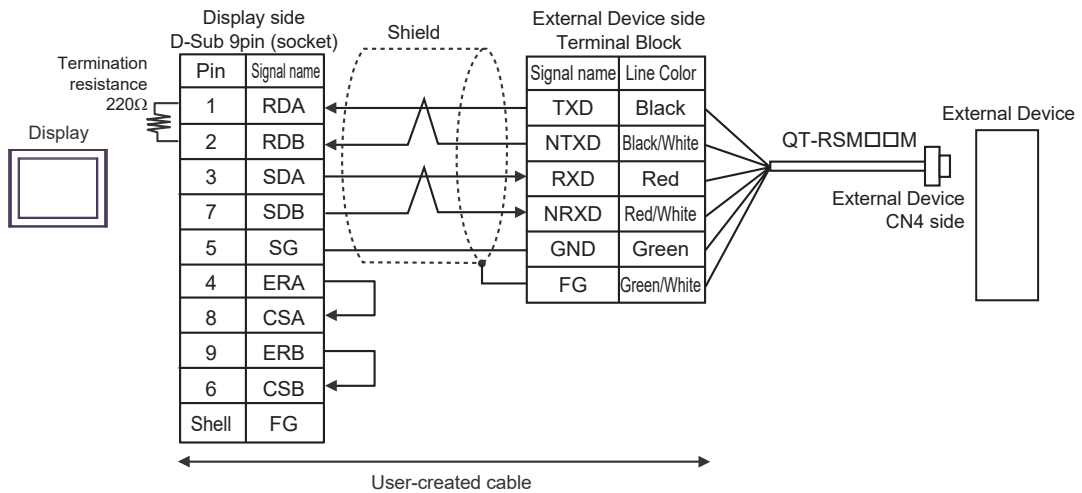 Display side
D-Sub 9pin (socket)
Shield
External Device side
Terminal Block
Termination
resistance
220Ω
Display
Pin Signal name
1 RDA
2 RDB
3 SDA
7 SDB
5 SG
4 ERA
8 CSA
9 ERB
6 CSB
Shell FG
Signal name Line Color
TXD Black
NTXD Black/White
RXD Red
NRXD Red/White
GND Green
FG Green/White
QT-RSM□□M
External Device
CN4 side
External Device
User-created cable